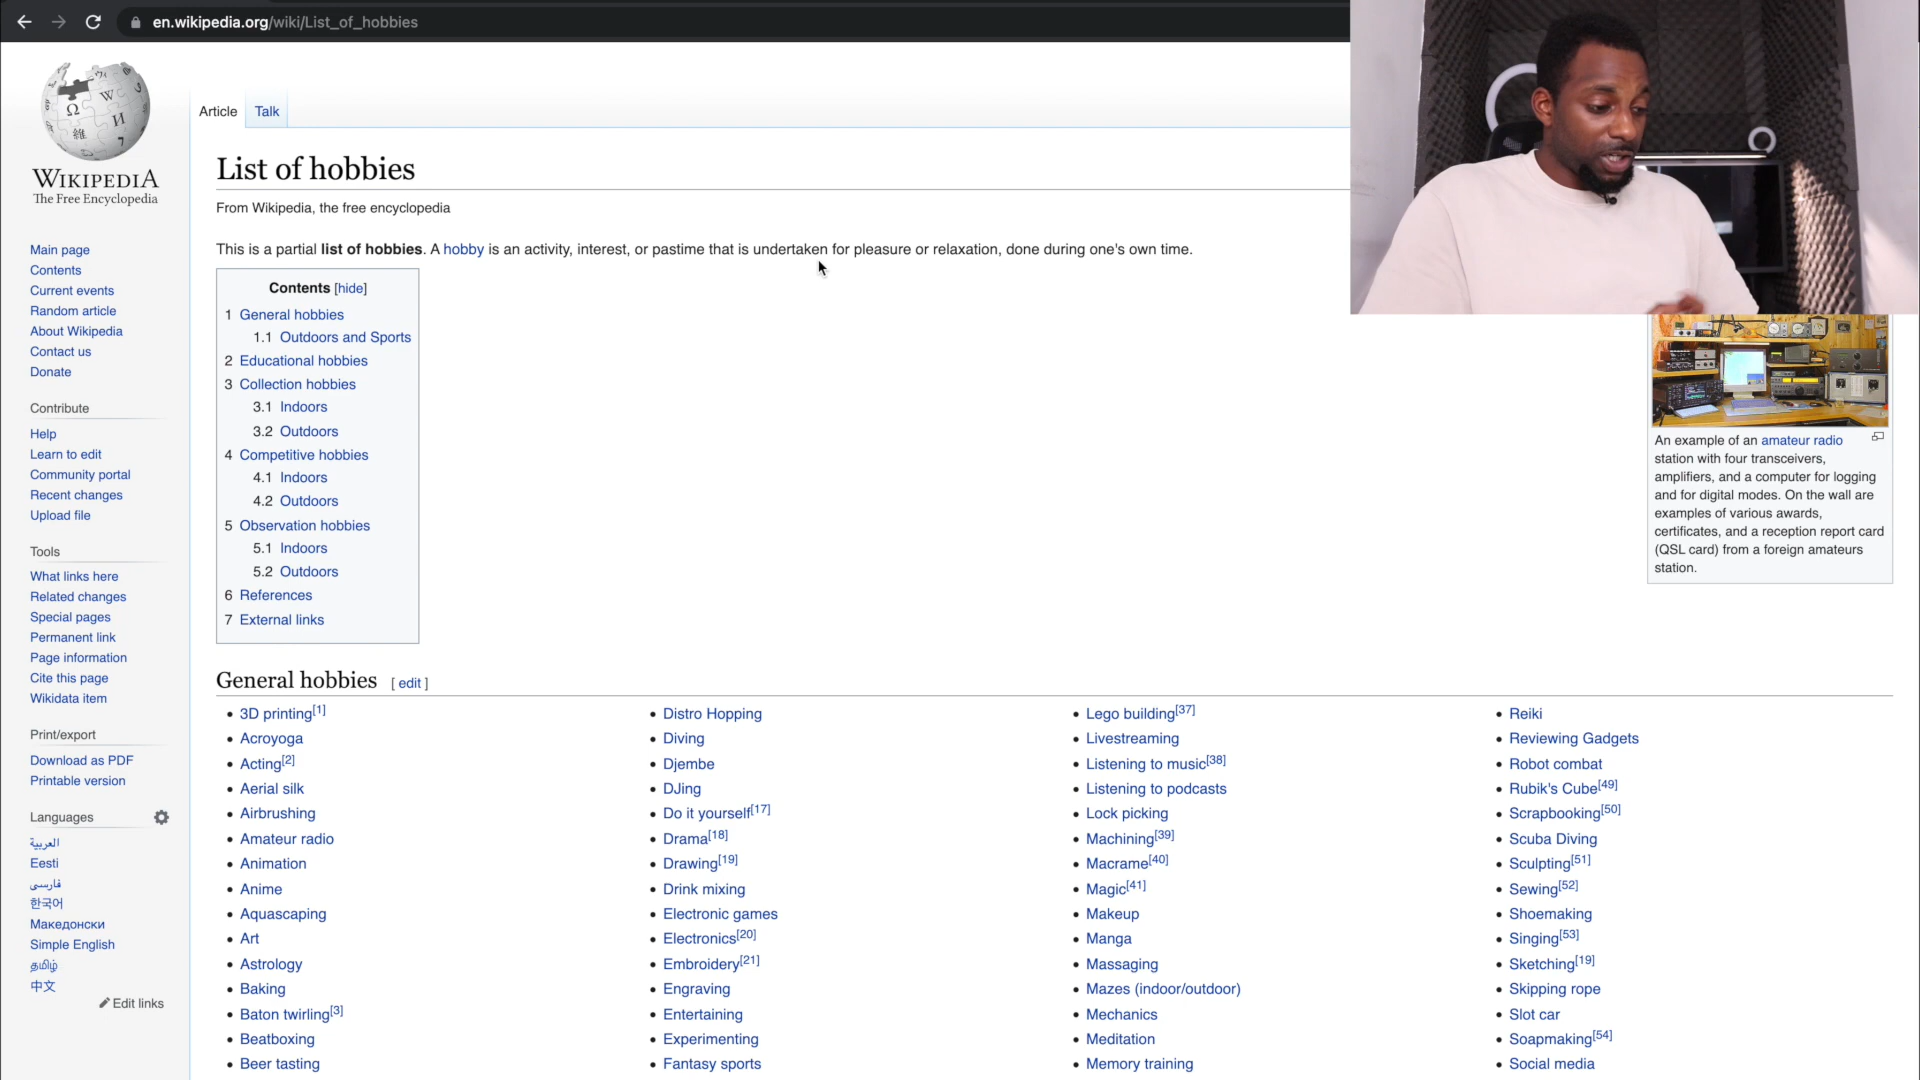 en.wikipedia.org/wiki/List_of_hobbies
WIKIPEDIA
The Free Encyclopedia
Main page
Contents
Current events
Random article
About Wikipedia
Contact us
Donate
Contribute
Help
Learn to edit
Community portal
Recent changes
Upload file
Tools
What links here
Related changes
Special pages
Permanent link
Page information
Cite this page
Wikidata item
Print/export
Download as PDF
Printable version
Languages
العربية
Eesti
فارسی
한국어
Македонски
Simple English
தமிழ்
中文
Edit links
Article Talk
List of hobbies
From Wikipedia, the free encyclopedia
This is a partial list of hobbies. A hobby is an activity, interest, or pastime that is undertaken for pleasure or relaxation, done during one's own time.
Contents [hide]
1 General hobbies
1.1 Outdoors and Sports
2 Educational hobbies
3 Collection hobbies
3.1 Indoors
3.2 Outdoors
4 Competitive hobbies
4.1 Indoors
4.2 Outdoors
5 Observation hobbies
5.1 Indoors
5.2 Outdoors
6 References
7 External links
An example of an amateur radio
station with four transceivers,
amplifiers, and a computer for logging
and for digital modes. On the wall are
examples of various awards,
certificates, and a reception report card
(QSL card) from a foreign amateurs
station.
General hobbies [ edit ]
3D printing[1]
Acroyoga
Acting[2]
Aerial silk
Airbrushing
Amateur radio
Animation
Anime
Aquascaping
Art
Astrology
Baking
Baton twirling[3]
Beatboxing
Beer tasting
Distro Hopping
Diving
Djembe
DJing
Do it yourself[17]
Drama[18]
Drawing[19]
Drink mixing
Electronic games
Electronics[20]
Embroidery[21]
Engraving
Entertaining
Experimenting
Fantasy sports
Lego building[37]
Livestreaming
Listening to music[38]
Listening to podcasts
Lock picking
Machining[39]
Macrame[40]
Magic[41]
Makeup
Manga
Massaging
Mazes (indoor/outdoor)
Mechanics
Meditation
Memory training
Reiki
Reviewing Gadgets
Robot combat
Rubik's Cube[49]
Scrapbooking[50]
Scuba Diving
Sculpting[51]
Sewing[52]
Shoemaking
Singing[53]
Sketching[19]
Skipping rope
Slot car
Soapmaking[54]
Social media